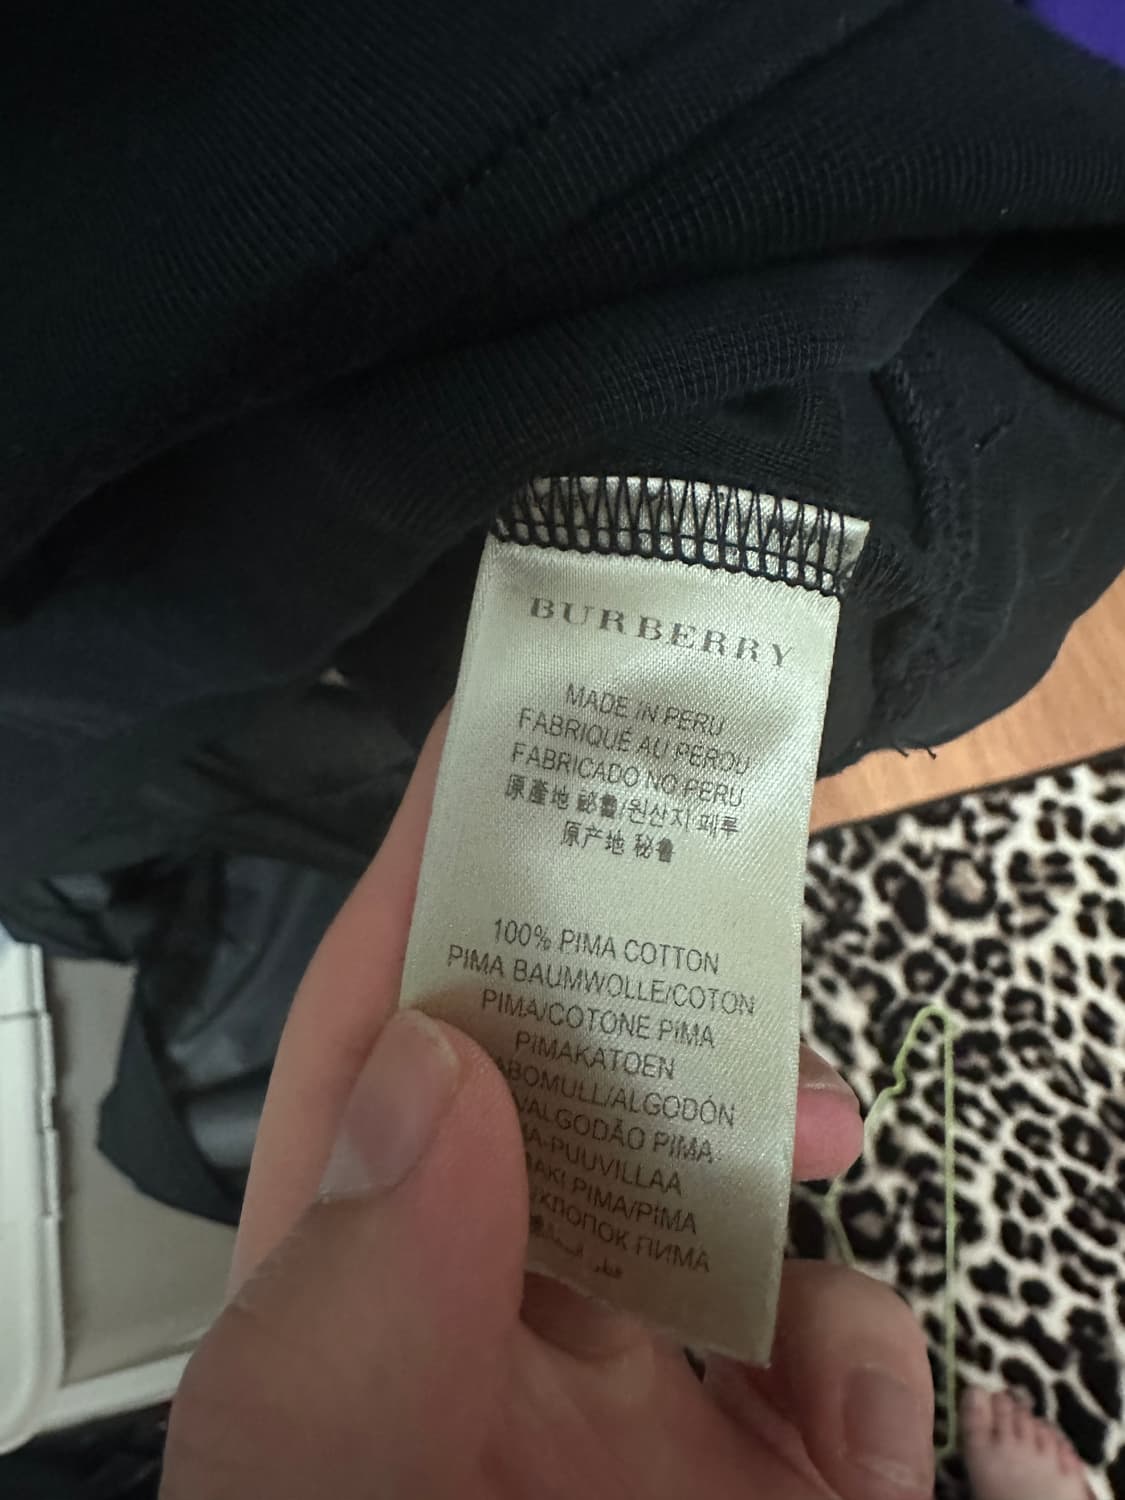 BURBERRY
MADE IN PERU
FABRIQUÉ AU PEROU
FABRICADO NO PERU
原產地 祕魯/원산지 페루
原产地 秘鲁
100% PIMA COTTON
PIMA BAUMWOLLE/COTON
PIMA/COTONE PIMA
PIMAKATOEN
ABOMULL/ALGODÓN
/ALGODÃO PIMA
A-PUUVILLAA
AKI PIMA/PIMA
ХЛОПОК ПИМА